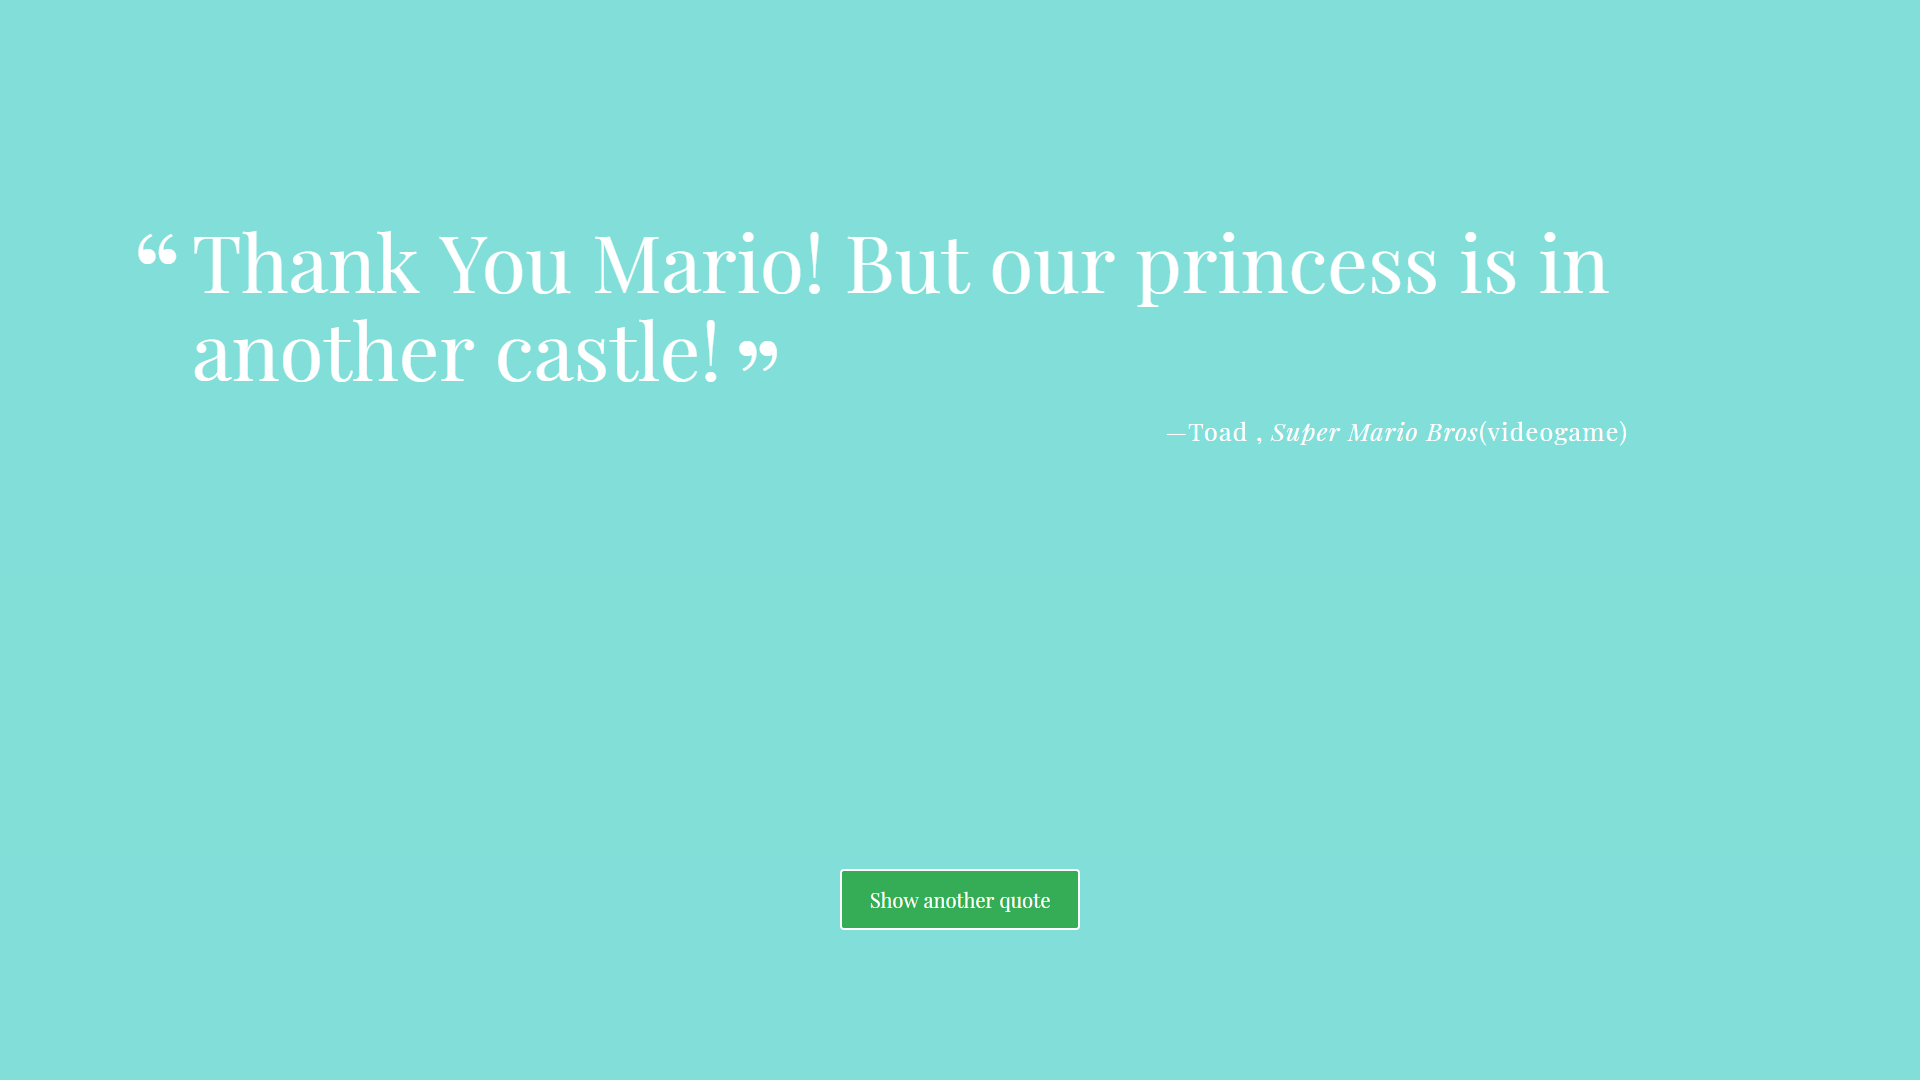 “Thank You Mario! But our princess is in
another castle!”
—Toad , Super Mario Bros(videogame)
Show another quote